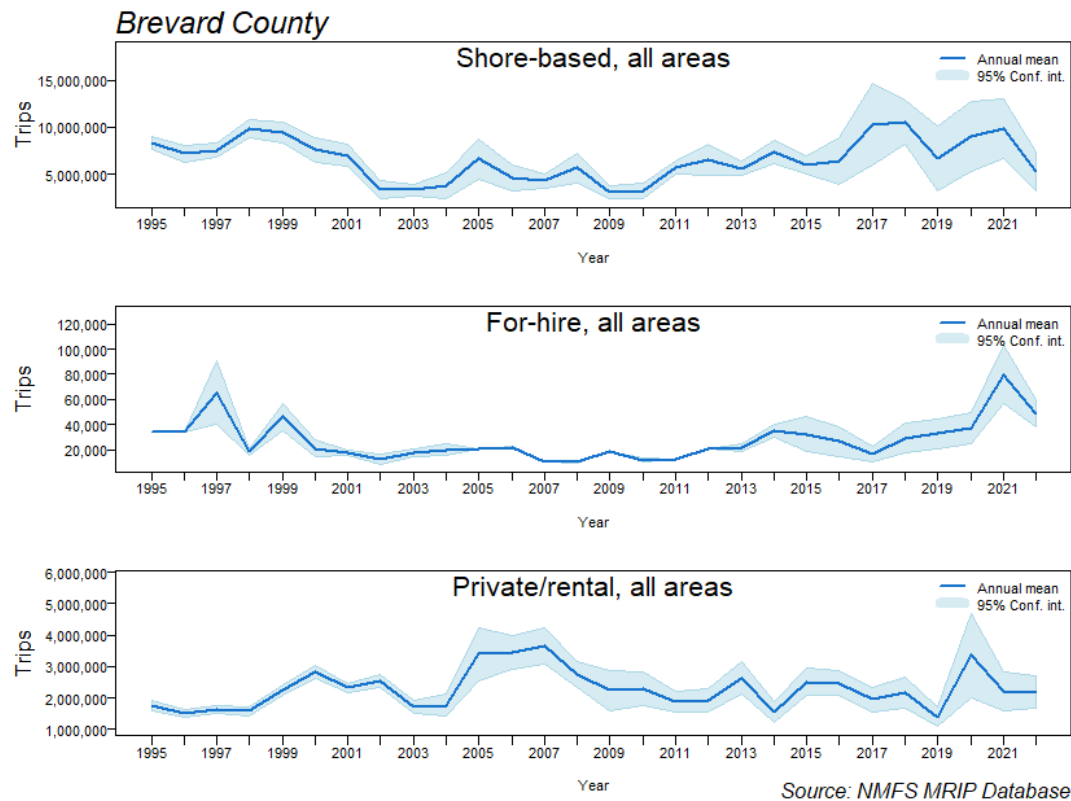 Brevard County
Shore-based, all areas
Annual mean
95% Conf. int.
Trips
15,000,000
10,000,000
5,000,000
1995 1997 1999 2001 2003 2005 2007 2009 2011 2013 2015 2017 2019 2021
Year
For-hire, all areas
Annual mean
95% Conf. int.
Trips
120,000
100,000
80,000
60,000
40,000
20,000
1995 1997 1999 2001 2003 2005 2007 2009 2011 2013 2015 2017 2019 2021
Year
Private/rental, all areas
Annual mean
95% Conf. int.
Trips
6,000,000
5,000,000
4,000,000
3,000,000
2,000,000
1,000,000
1995 1997 1999 2001 2003 2005 2007 2009 2011 2013 2015 2017 2019 2021
Year
Source: NMFS MRIP Database